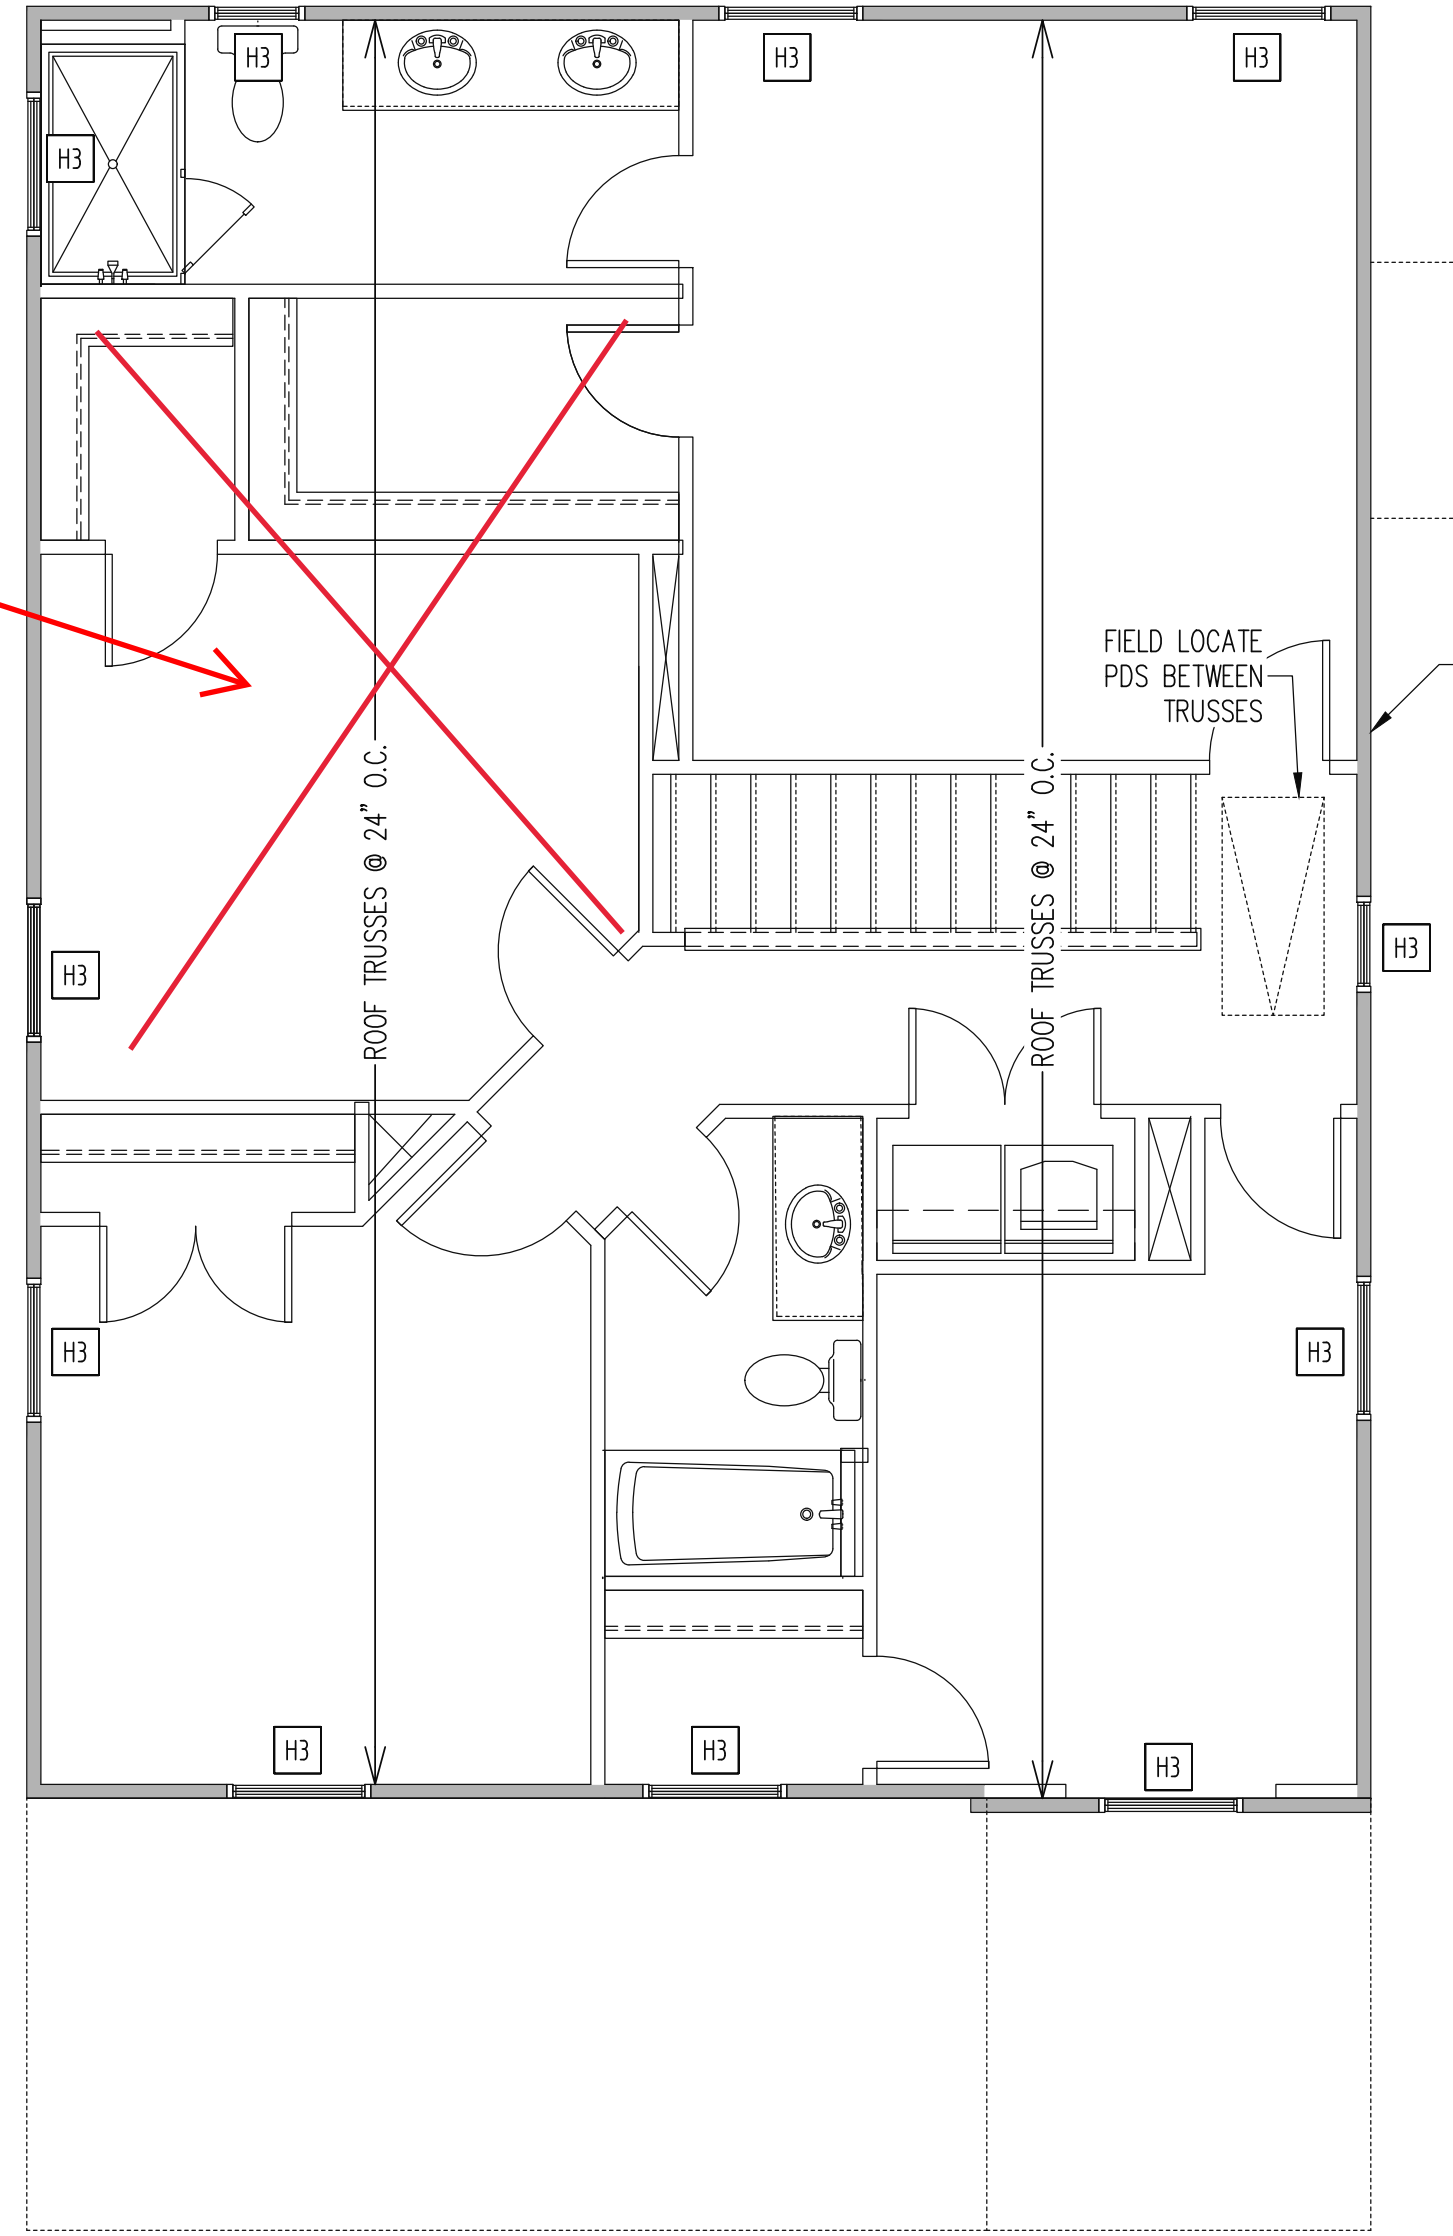 H3
H3
H3
H3
FIELD LOCATE
PDS BETWEEN
TRUSSES
ROOF TRUSSES @ 24" O.C.
ROOF TRUSSES @ 24" O.C.
H3
H3
H3
H3
H3
H3
H3